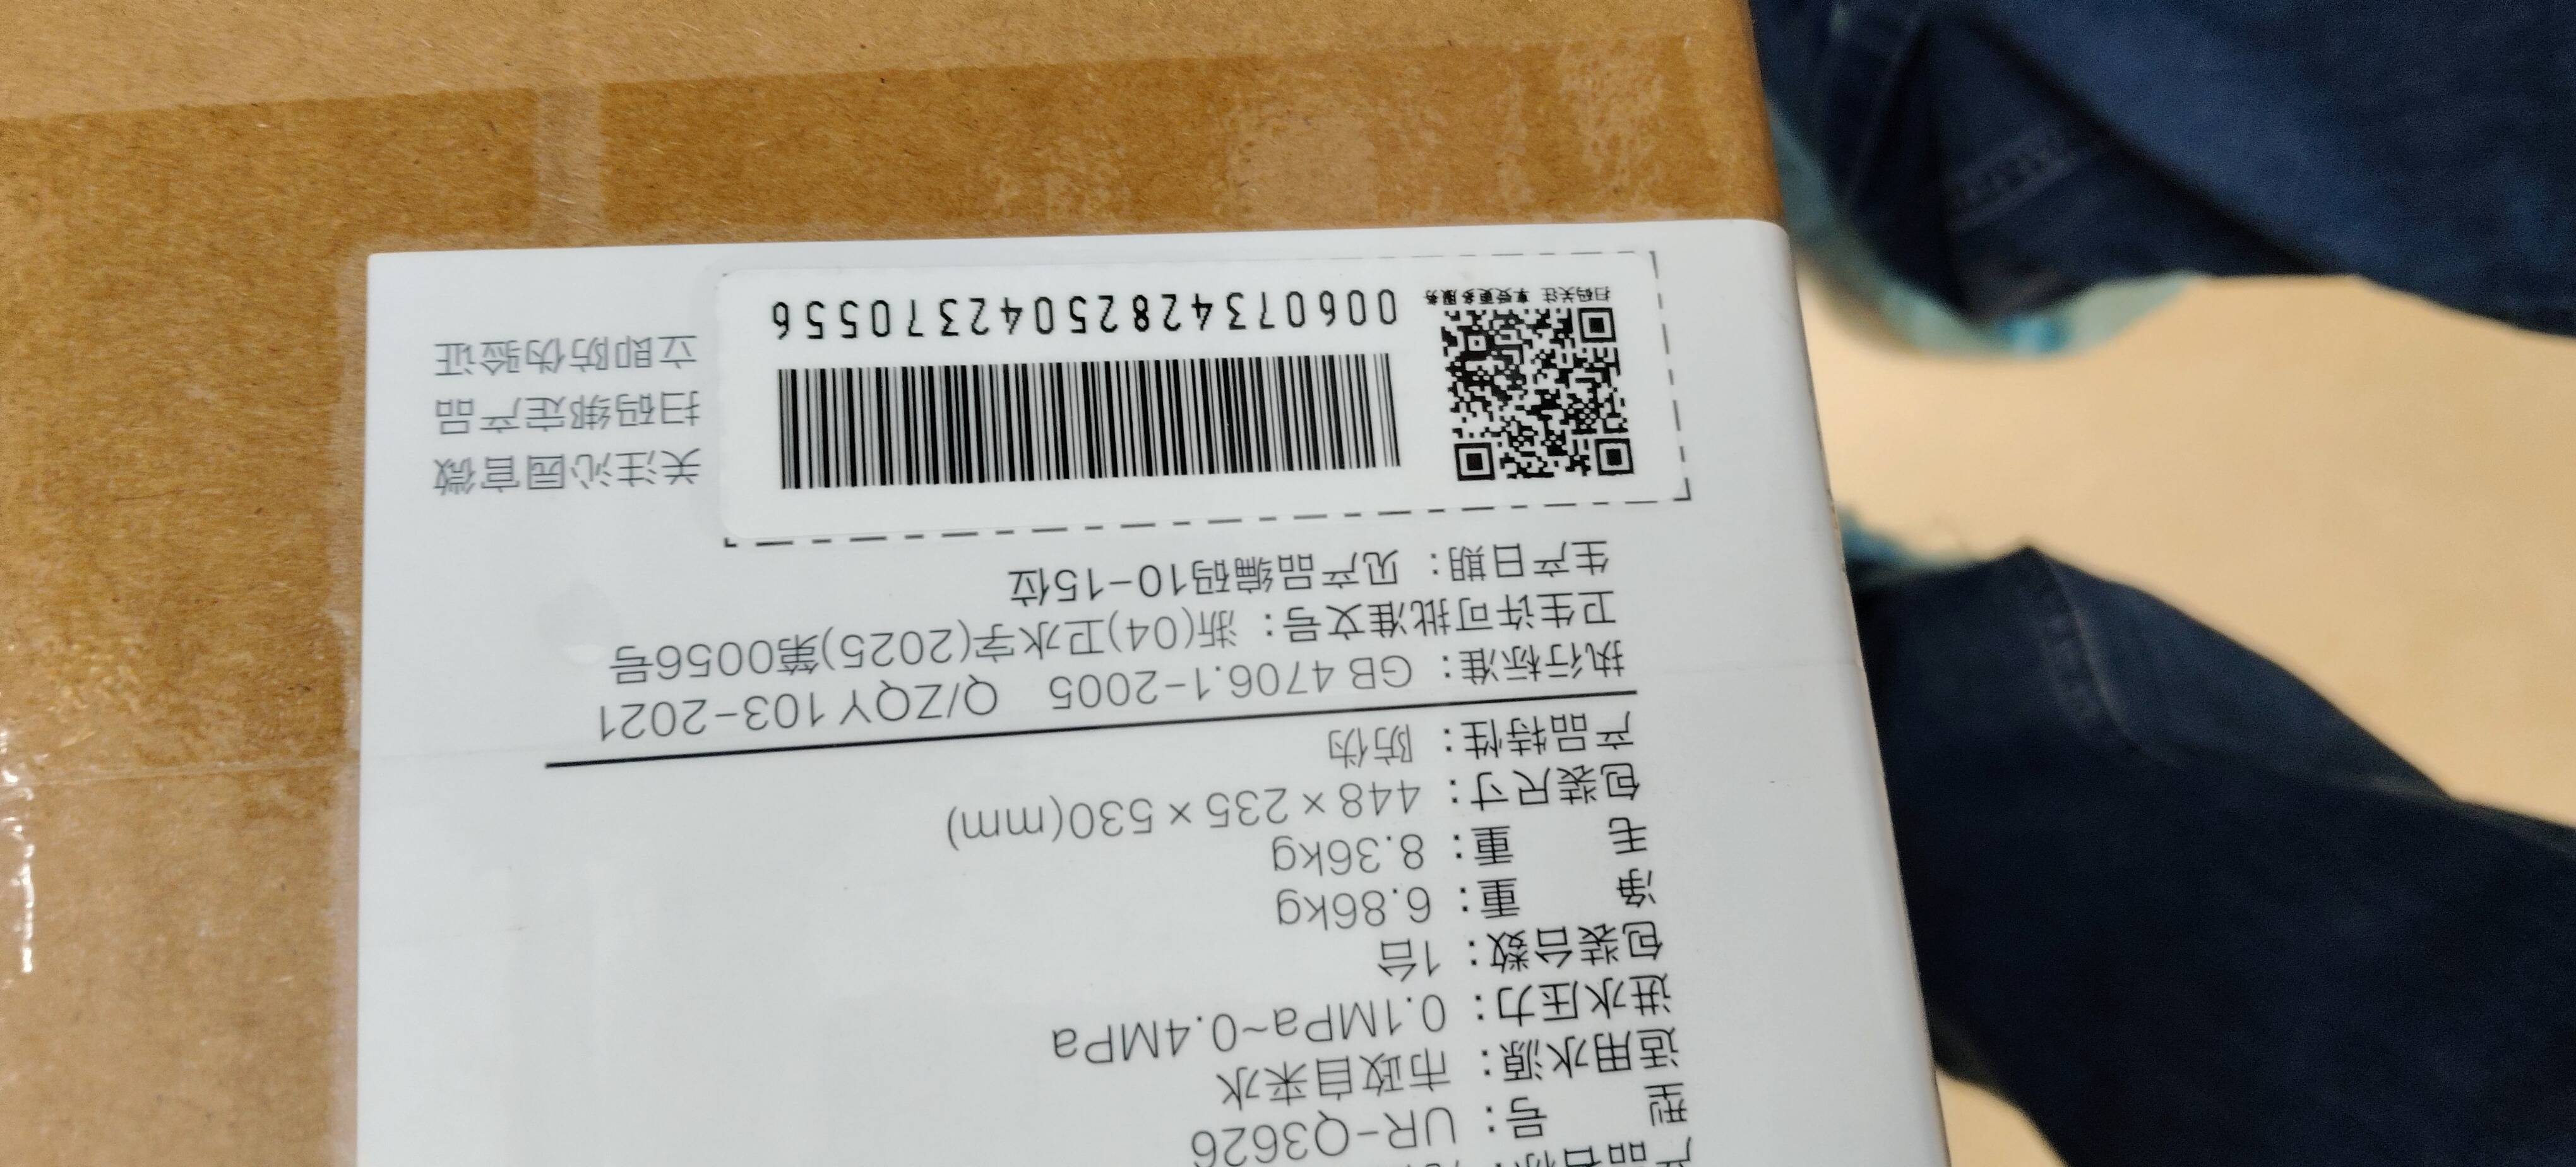 型 号：UR-Q3626
适用水源：市政自来水
进水压力：0.1MPa~0.4MPa
包装台数：1台
净 重：6.86kg
毛 重：8.36kg
包装尺寸：448×235×530(mm)
产品特性：防伪
执行标准：GB 4706.1-2005 Q/ZQY 103-2021
卫生许可批准文号：浙(04)卫水字(2025)第0056号
生产日期：见产品编码10-15位
扫码关注 享受更多服务
00607342825042370556
关注沁园官微
扫码绑定产品
立即防伪验证